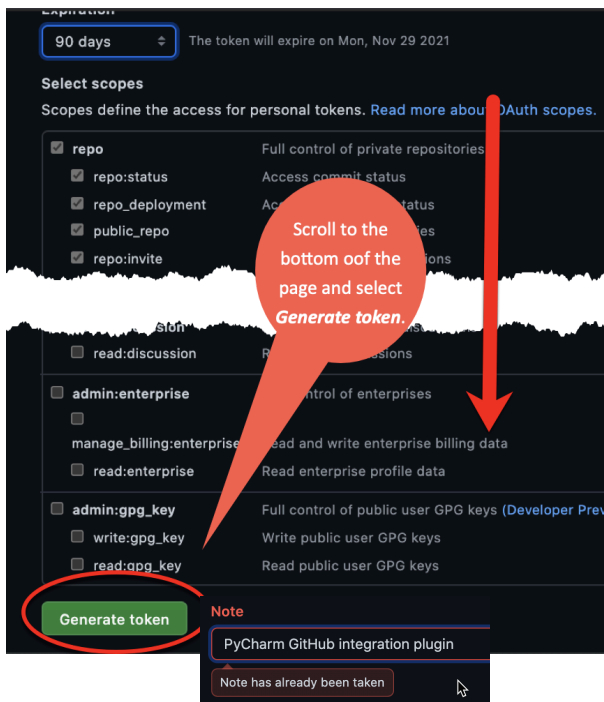 Expiration
90 days The token will expire on Mon, Nov 29 2021
Select scopes
Scopes define the access for personal tokens. Read more about OAuth scopes.
repo Full control of private repositories
repo:status Access commit status
repo_deployment
public_repo
repo:invite
Scroll to the
bottom oof the
page and select
Generate token.
read:discussion
admin:enterprise
manage_billing:enterprise Read and write enterprise billing data
read:enterprise Read enterprise profile data
admin:gpg_key Full control of public user GPG keys (Developer Prev
write:gpg_key Write public user GPG keys
read:gpg_key Read public user GPG keys
Generate token
Note
PyCharm GitHub integration plugin
Note has already been taken